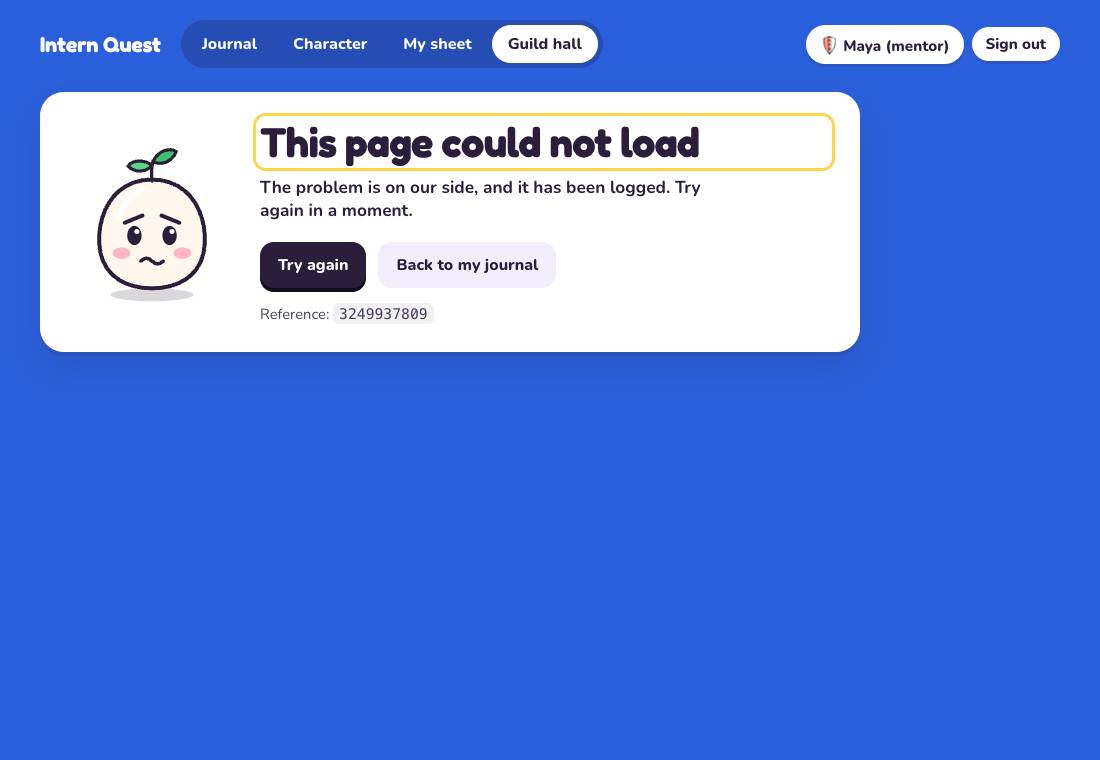 Intern Quest
Journal
Character
My sheet
Guild hall
Maya (mentor)
Sign out
This page could not load
The problem is on our side, and it has been logged. Try
again in a moment.
Try again
Back to my journal
Reference: 3249937809